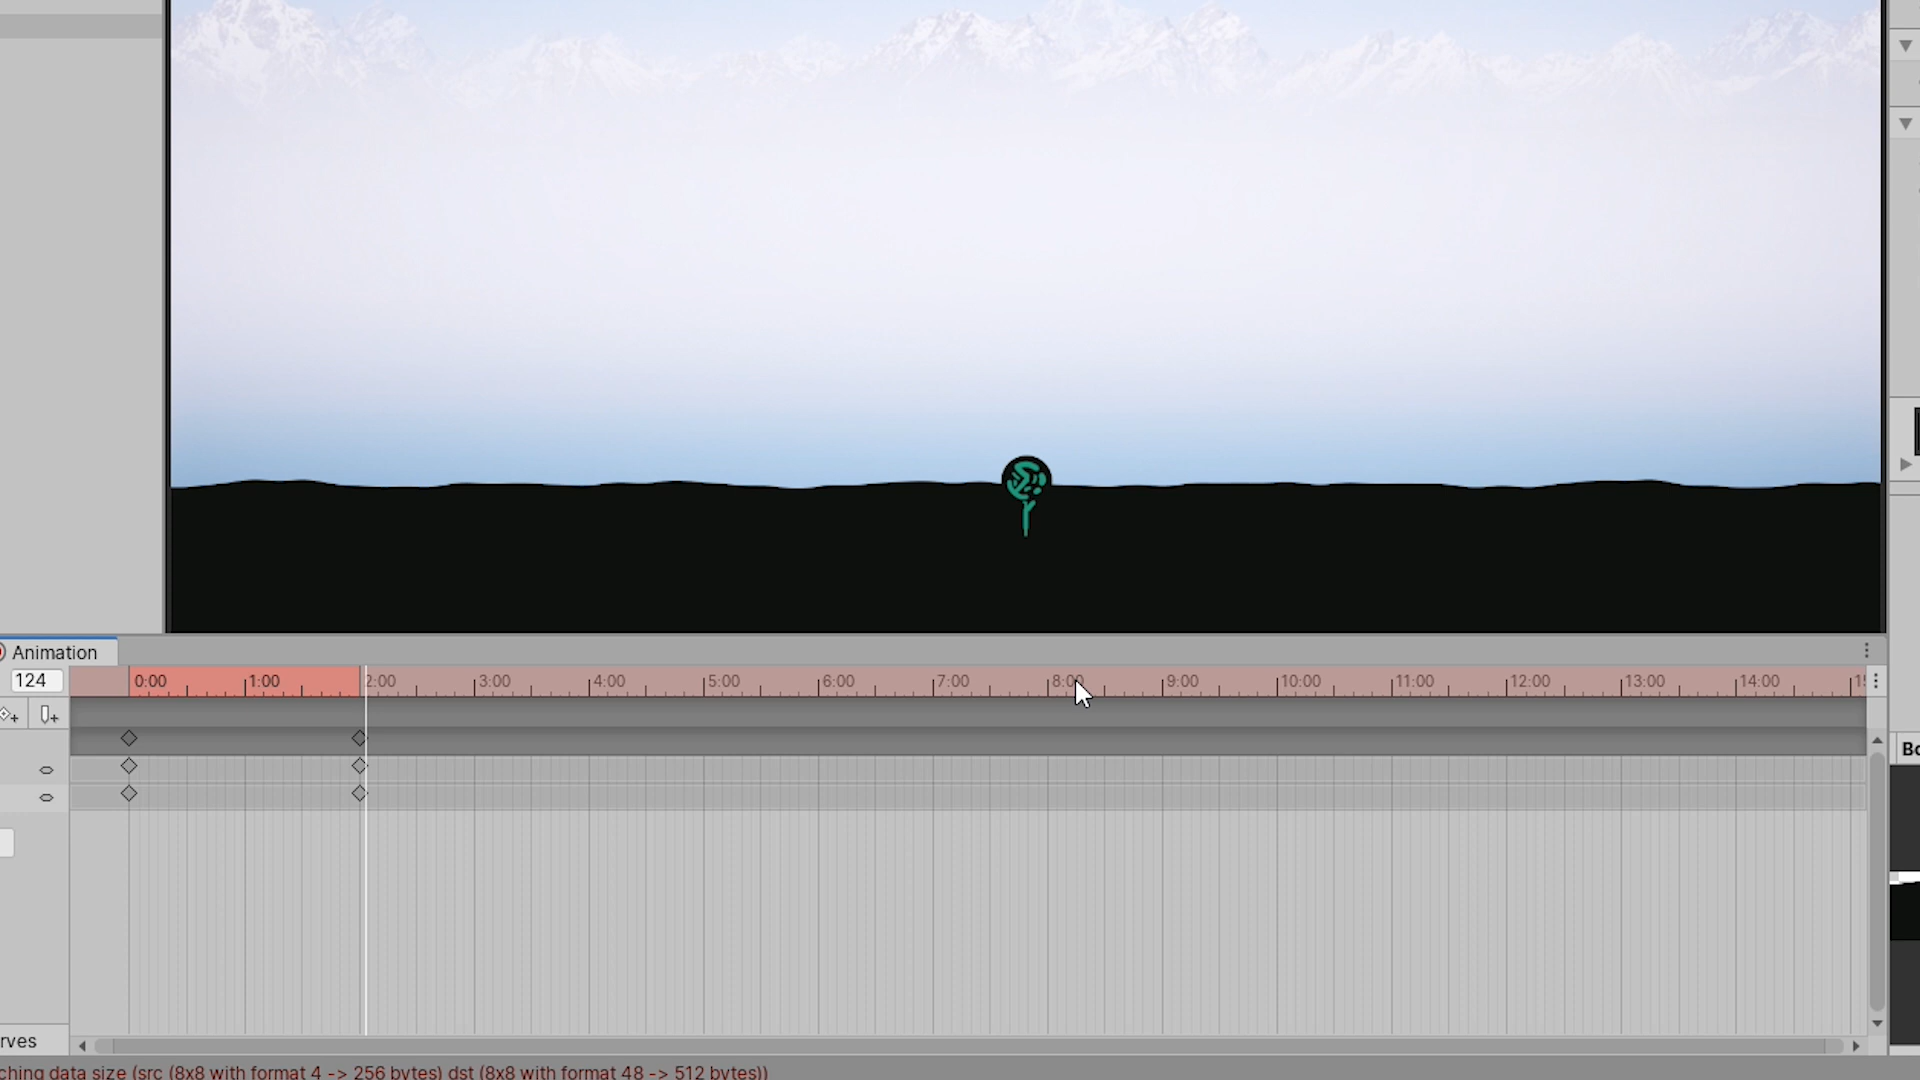 Animation
124
0:00 1:00 2:00 3:00 4:00 5:00 6:00 7:00 8:00 9:00 10:00 11:00 12:00 13:00 14:00
Bo
rves
ching data size (src (8x8 with format 4 -> 256 bytes) dst (8x8 with format 48 -> 512 bytes))